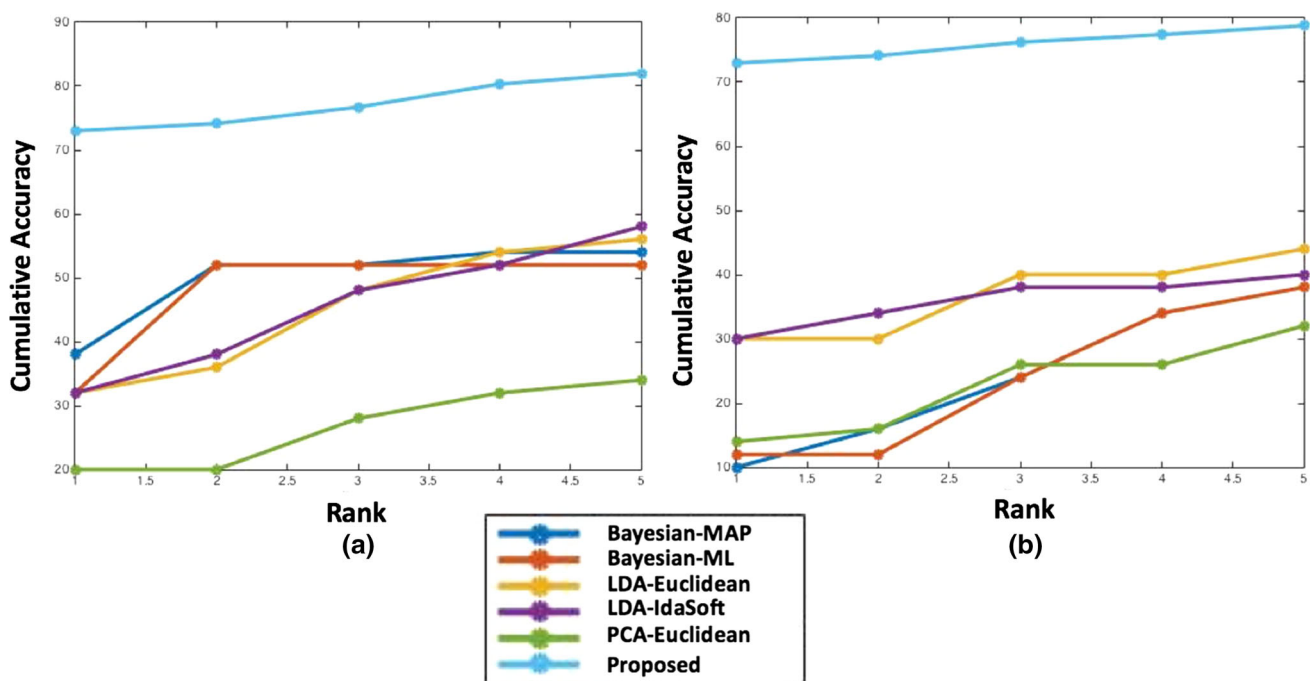 90
80
70
60
50
40
30
20
1
1.5
2
2.5
3
3.5
4
4.5
5
Cumulative Accuracy
Rank
(a)
80
70
60
50
40
30
20
10
1
1.5
2
2.5
3
3.5
4
4.5
5
Cumulative Accuracy
Rank
(b)
Bayesian-MAP
Bayesian-ML
LDA-Euclidean
LDA-IdaSoft
PCA-Euclidean
Proposed